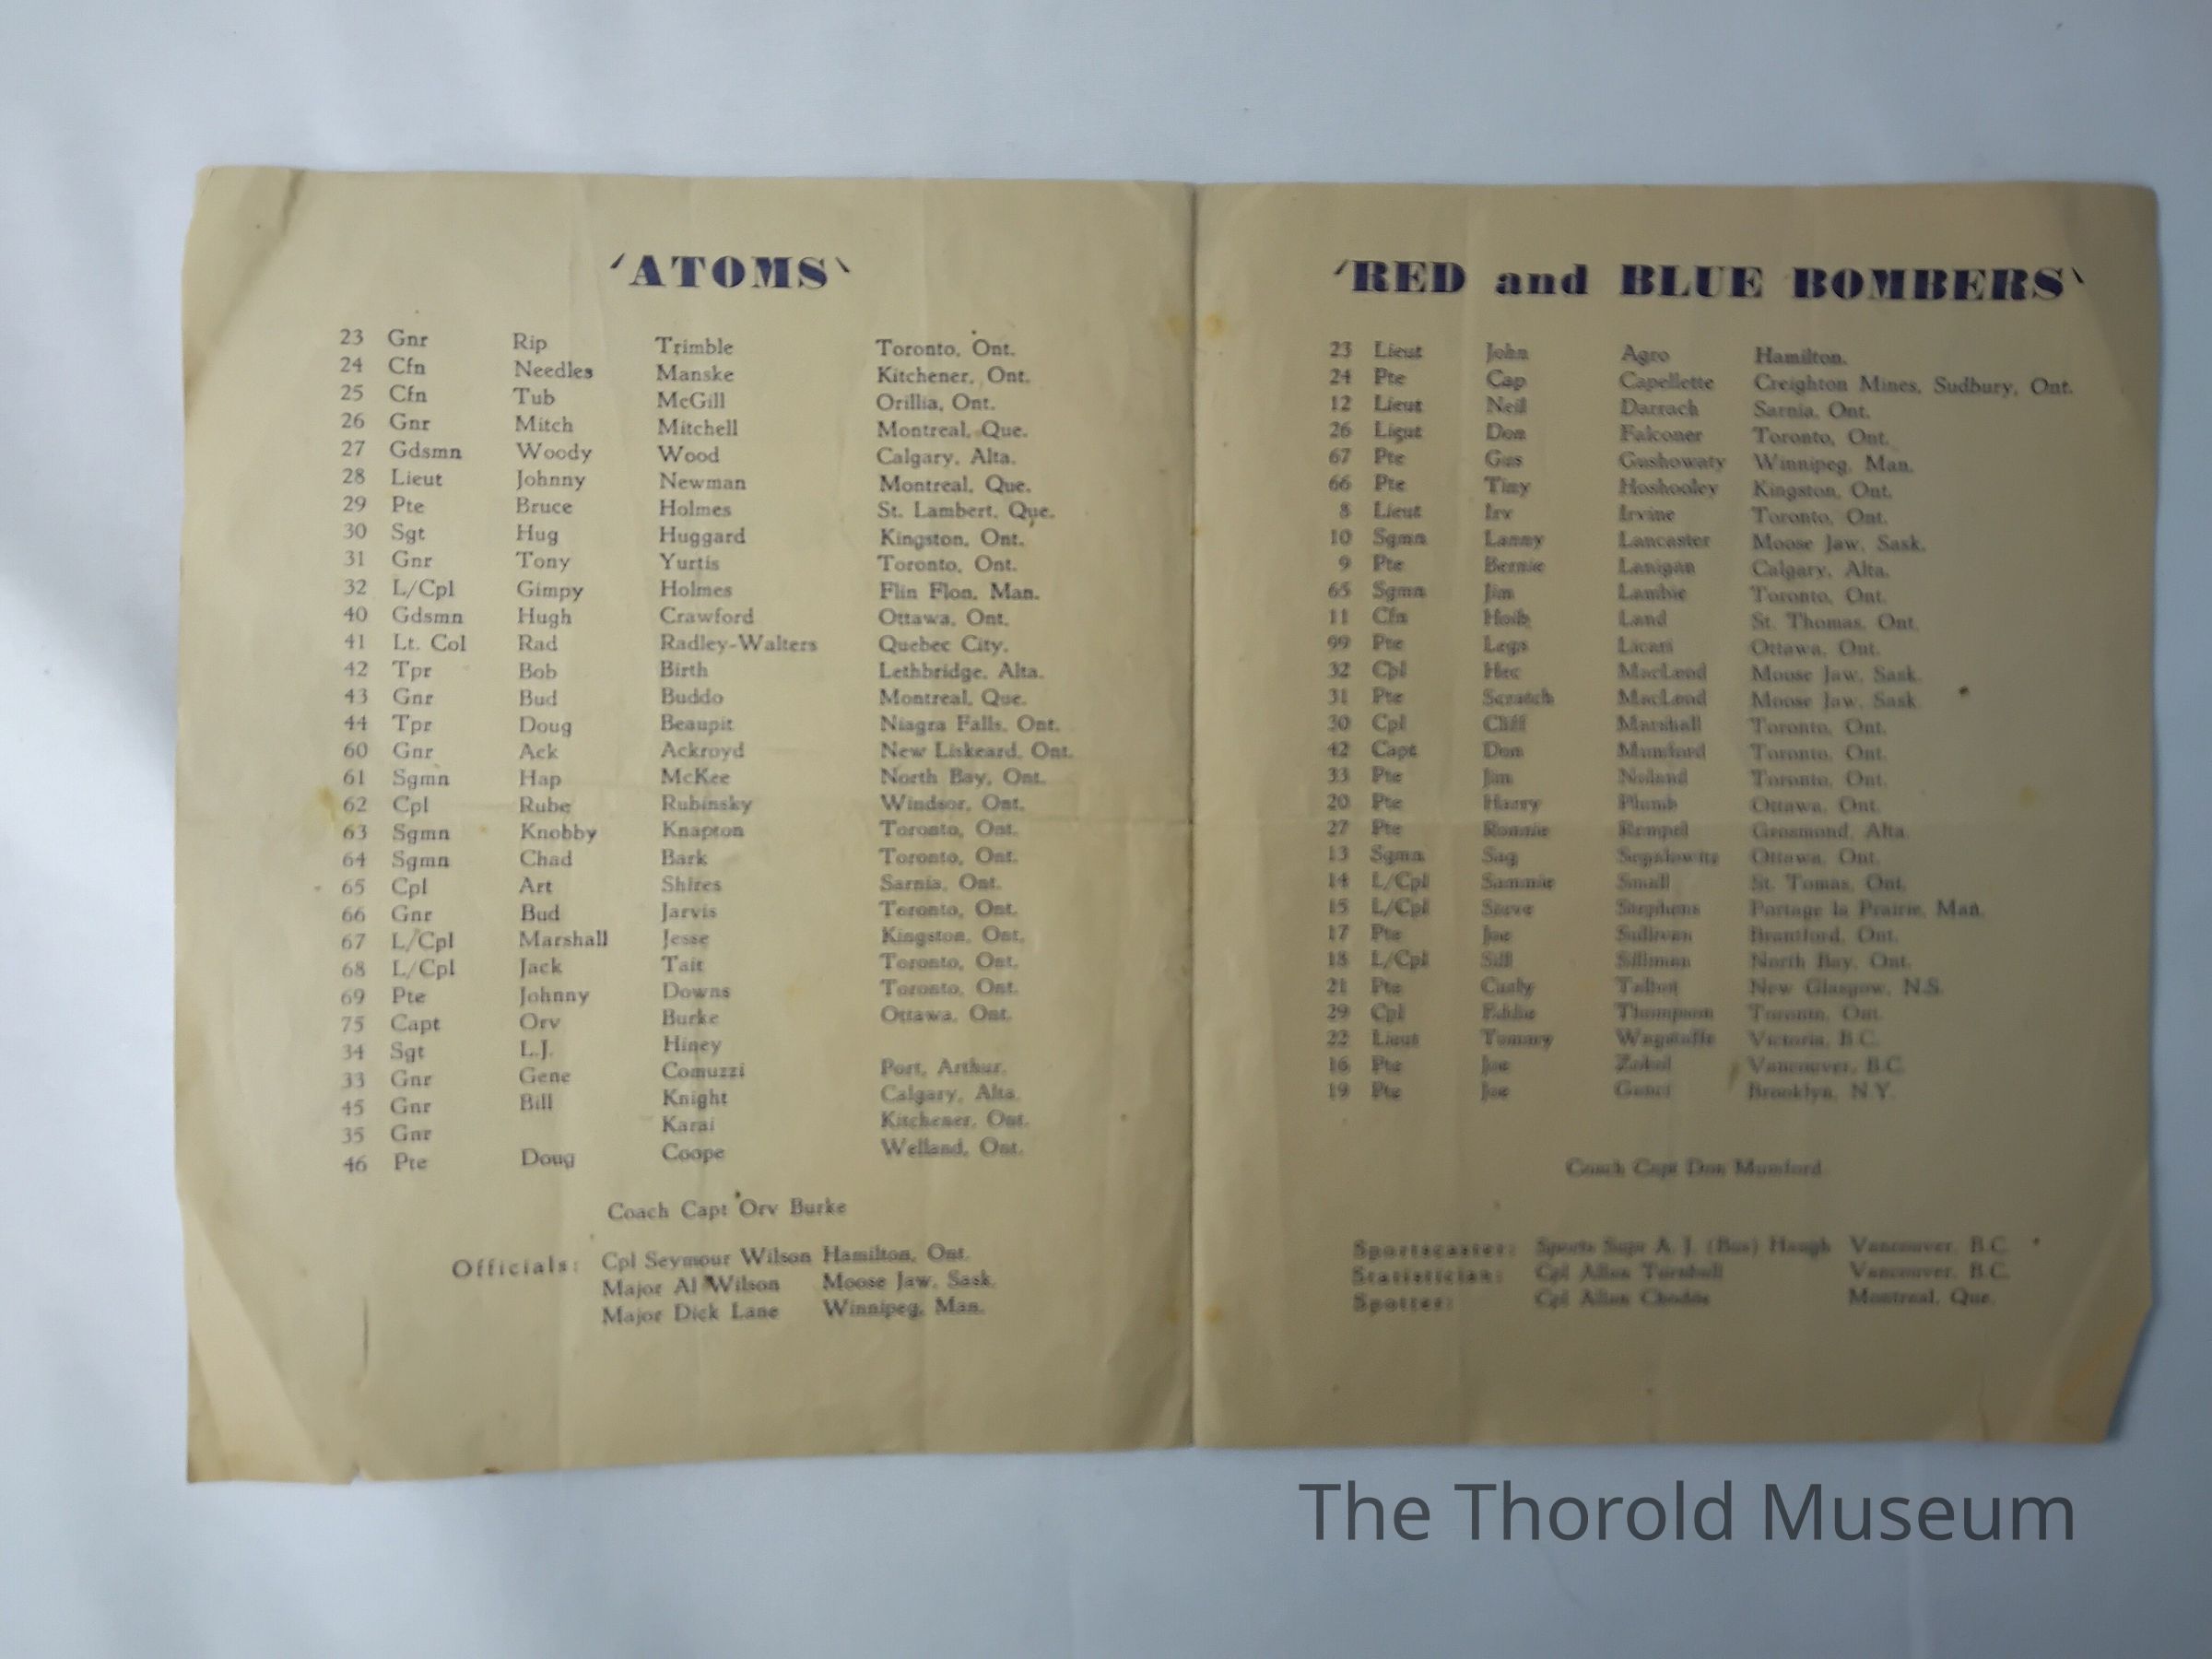 'ATOMS'
23 Gnr Rip Trimble Toronto, Ont.
24 Cfn Needles Manske Kitchener, Ont.
25 Cfn Tub McGill Orillia, Ont.
26 Gnr Mitch Mitchell Montreal, Que.
27 Gdsmn Woody Wood Calgary, Alta.
28 Lieut Johnny Newman Montreal, Que.
29 Pte Bruce Holmes St. Lambert, Que.
30 Sgt Hug Huggard Kingston, Ont.
31 Gnr Tony Yurtis Toronto, Ont.
32 L/Cpl Gimpy Holmes Flin Flon, Man.
40 Gdsmn Hugh Crawford Ottawa, Ont.
41 Lt. Col Rad Radley-Walters Quebec City.
42 Tpr Bob Birth Lethbridge, Alta.
43 Gnr Bud Buddo Montreal, Que.
44 Tpr Doug Beaupit Niagra Falls, Ont.
60 Gnr Ack Ackroyd New Liskeard, Ont.
61 Sgmn Hap McKee North Bay, Ont.
62 Cpl Rube Rubinsky Windsor, Ont.
63 Sgmn Knobby Knapton Toronto, Ont.
64 Sgmn Chad Bark Toronto, Ont.
65 Cpl Art Shires Sarnia, Ont.
66 Gnr Bud Jarvis Toronto, Ont.
67 L/Cpl Marshall Jesse Kingston, Ont.
68 L/Cpl Jack Tait Toronto, Ont.
69 Pte Johnny Downs Toronto, Ont.
75 Capt Orv Burke Ottawa, Ont.
34 Sgt L.J. Hiney
33 Gnr Gene Comuzzi Port, Arthur.
45 Gnr Bill Knight Calgary, Alta.
35 Gnr Karai Kitchener, Ont.
46 Pte Doug Coope Welland, Ont.
Coach Capt Orv Burke
Officials: Cpl Seymour Wilson Hamilton, Ont.
Major Al Wilson Moose Jaw, Sask.
Major Dick Lane Winnipeg, Man.
'RED and BLUE BOMBERS'
23 Lieut John Agro Hamilton.
24 Pte Cap Capellette Creighton Mines, Sudbury, Ont.
12 Lieut Neil Darrach Sarnia, Ont.
26 Lieut Don Falconer Toronto, Ont.
67 Pte Gus Gushowaty Winnipeg, Man.
66 Pte Tiny Hoshooley Kingston, Ont.
8 Lieut Irv Irvine Toronto, Ont.
10 Sgmn Lanny Lancaster Moose Jaw, Sask.
9 Pte Bernie Lanigan Calgary, Alta.
65 Sgmn Jim Lambie Toronto, Ont.
11 Cfn Land St. Thomas, Ont.
99 Pte Legs Licari Ottawa, Ont.
32 Cpl Hec MacLeod Moose Jaw, Sask.
31 Pte Scratch MacLeod Moose Jaw, Sask.
30 Cpl Cliff Marshall Toronto, Ont.
42 Capt Don Mumford Toronto, Ont.
33 Pte Jim Noland Toronto, Ont.
20 Pte Harry Plumb Ottawa, Ont.
27 Pte Ronnie Rempel Alta.
13 Sgmn Seg Segalowitz Ottawa, Ont.
14 L/Cpl Sammie Small St. Tomas, Ont.
15 L/Cpl Steve Stephens Portage la Prairie, Man.
17 Pte Joe Sullivan Brantford, Ont.
18 L/Cpl Sill Sillman North Bay, Ont.
21 Pte Curly Talbot New Glasgow, N.S.
29 Cpl Eddie Thompson Toronto, Ont.
22 Lieut Tommy Wagstaffe Victoria, B.C.
16 Pte Joe Zabal Vancouver, B.C.
19 Pte Joe Brooklyn, N.Y.
Coach Capt Don Mumford
Sportscaster: Sports Supr A. J. (Bus) Haugh Vancouver, B.C.
Statistician: Cpl Allan Turnbull Vancouver, B.C.
Spotter: Cpl Allan Chodos Montreal, Que.
The Thorold Museum